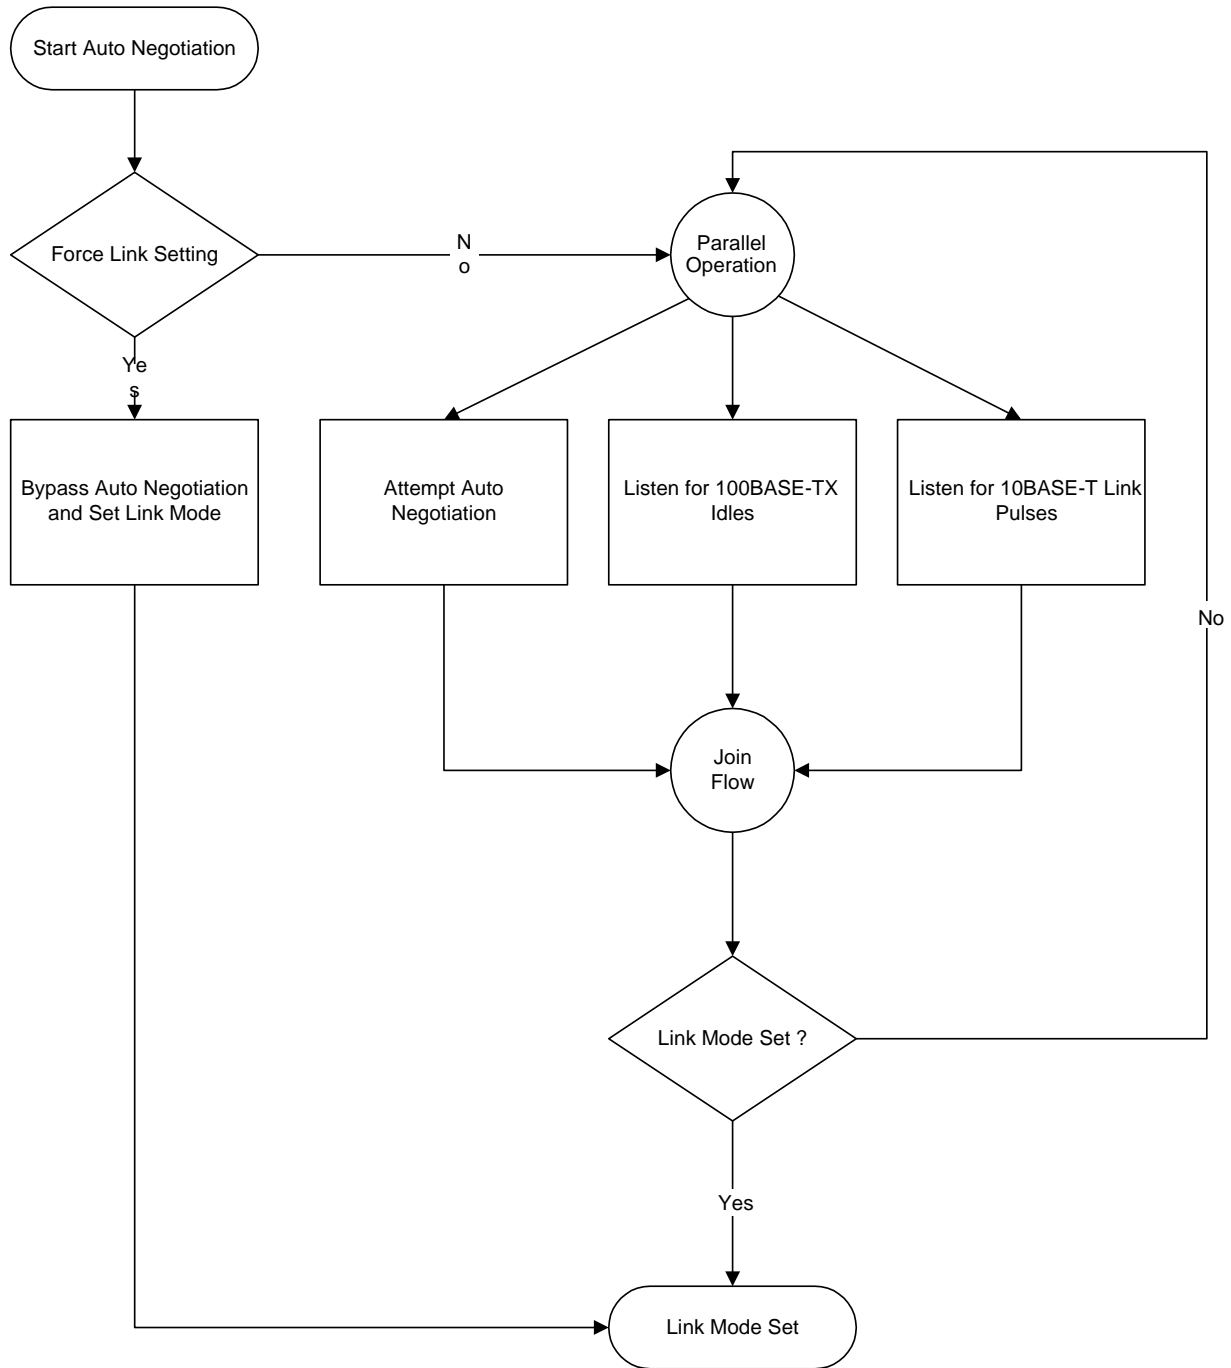 Start Auto Negotiation
Force Link Setting
N
o
Parallel
Operation
Ye
s
Bypass Auto Negotiation
and Set Link Mode
Attempt Auto
Negotiation
Listen for 100BASE-TX
Idles
Listen for 10BASE-T Link
Pulses
No
Join
Flow
Link Mode Set ?
Yes
Link Mode Set